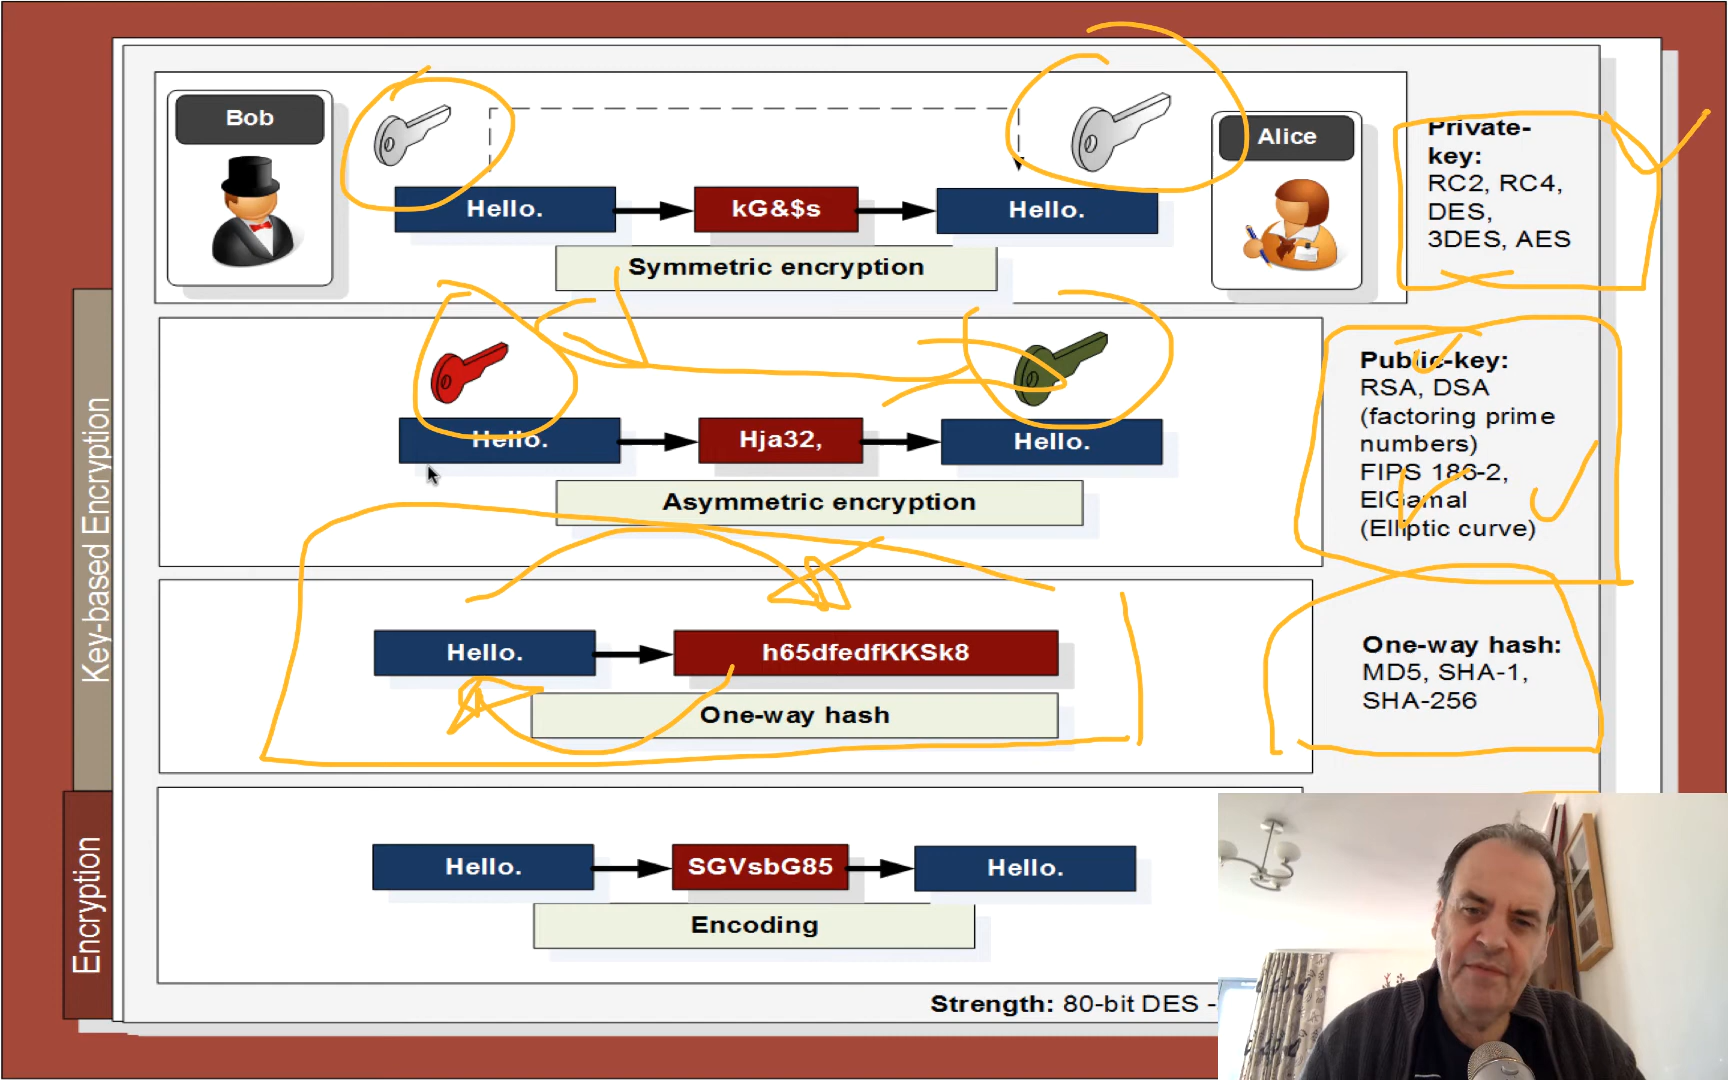 Bob
Alice
Hello.
kG&$s
Hello.
Symmetric encryption
Private-
key:
RC2, RC4,
DES,
3DES, AES
Hello.
Hja32,
Hello.
Asymmetric encryption
Public-key:
RSA, DSA
(factoring prime
numbers)
FIPS 186-2,
ElGamal
(Elliptic curve)
Hello.
h65dfedfKKSk8
One-way hash
One-way hash:
MD5, SHA-1,
SHA-256
Hello.
SGVsbG85
Hello.
Encoding
Strength: 80-bit DES -
Key-based Encryption
Encryption